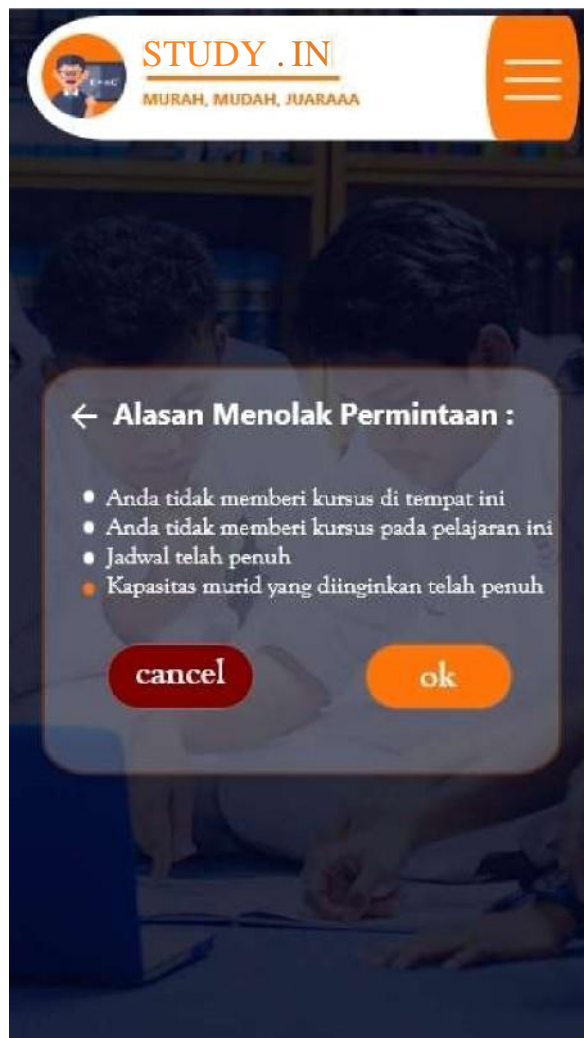 STUDY . IN
MURAH, MUDAH, JUARAAA
← Alasan Menolak Permintaan :
Anda tidak memberi kursus di tempat ini
Anda tidak memberi kursus pada pelajaran ini
Jadwal telah penuh
Kapasitas murid yang diinginkan telah penuh
cancel
ok